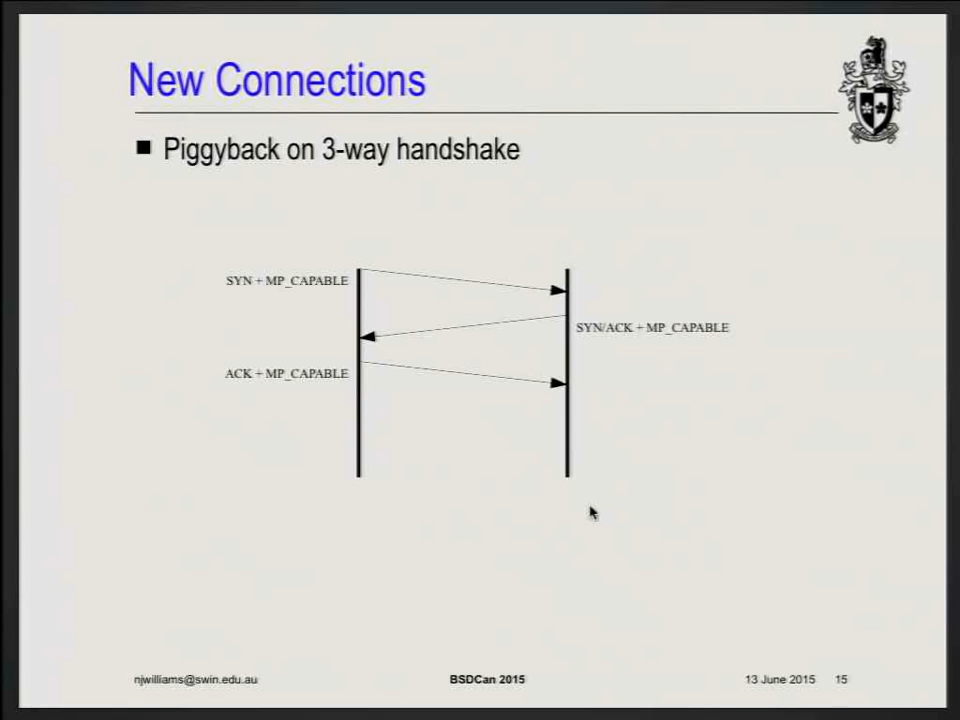 New Connections
Piggyback on 3-way handshake
SYN + MP_CAPABLE
SYN/ACK + MP_CAPABLE
ACK + MP_CAPABLE
njwilliams@swin.edu.au BSDCan 2015 13 June 2015 15